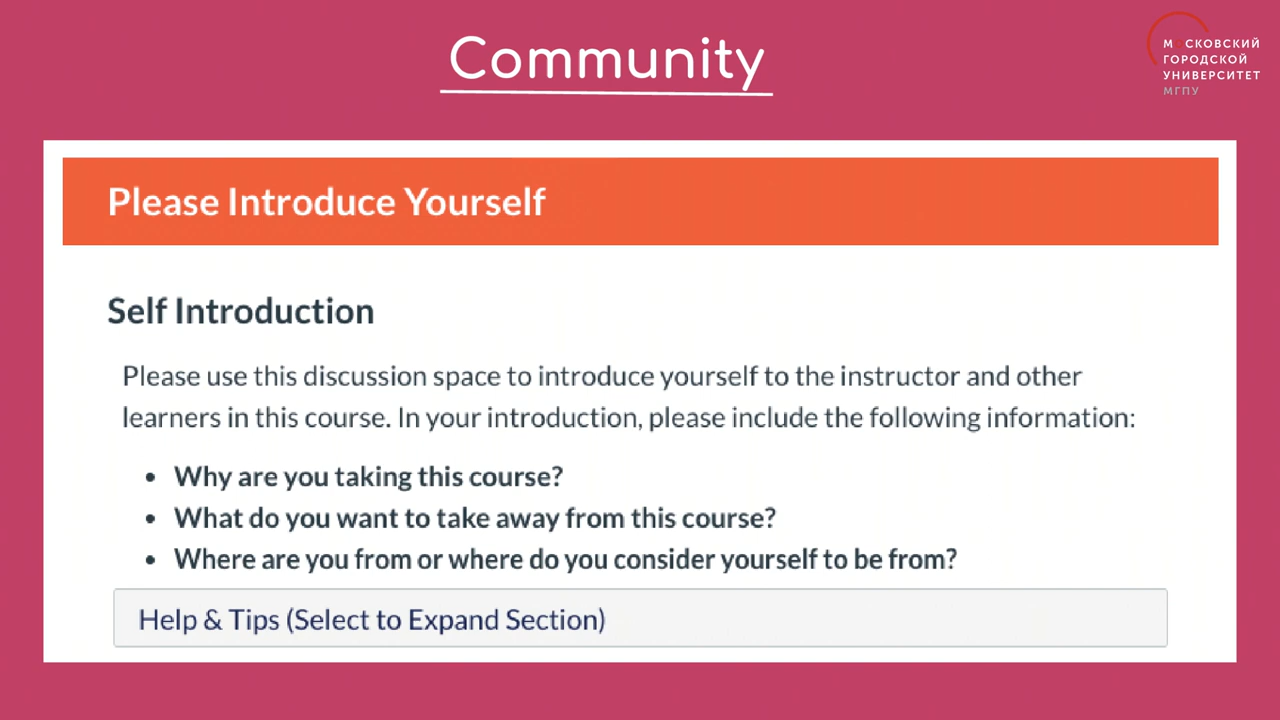 Community
МОСКОВСКИЙ
ГОРОДСКОЙ
УНИВЕРСИТЕТ
МГПУ
Please Introduce Yourself
Self Introduction
Please use this discussion space to introduce yourself to the instructor and other
learners in this course. In your introduction, please include the following information:
• Why are you taking this course?
• What do you want to take away from this course?
• Where are you from or where do you consider yourself to be from?
Help & Tips (Select to Expand Section)